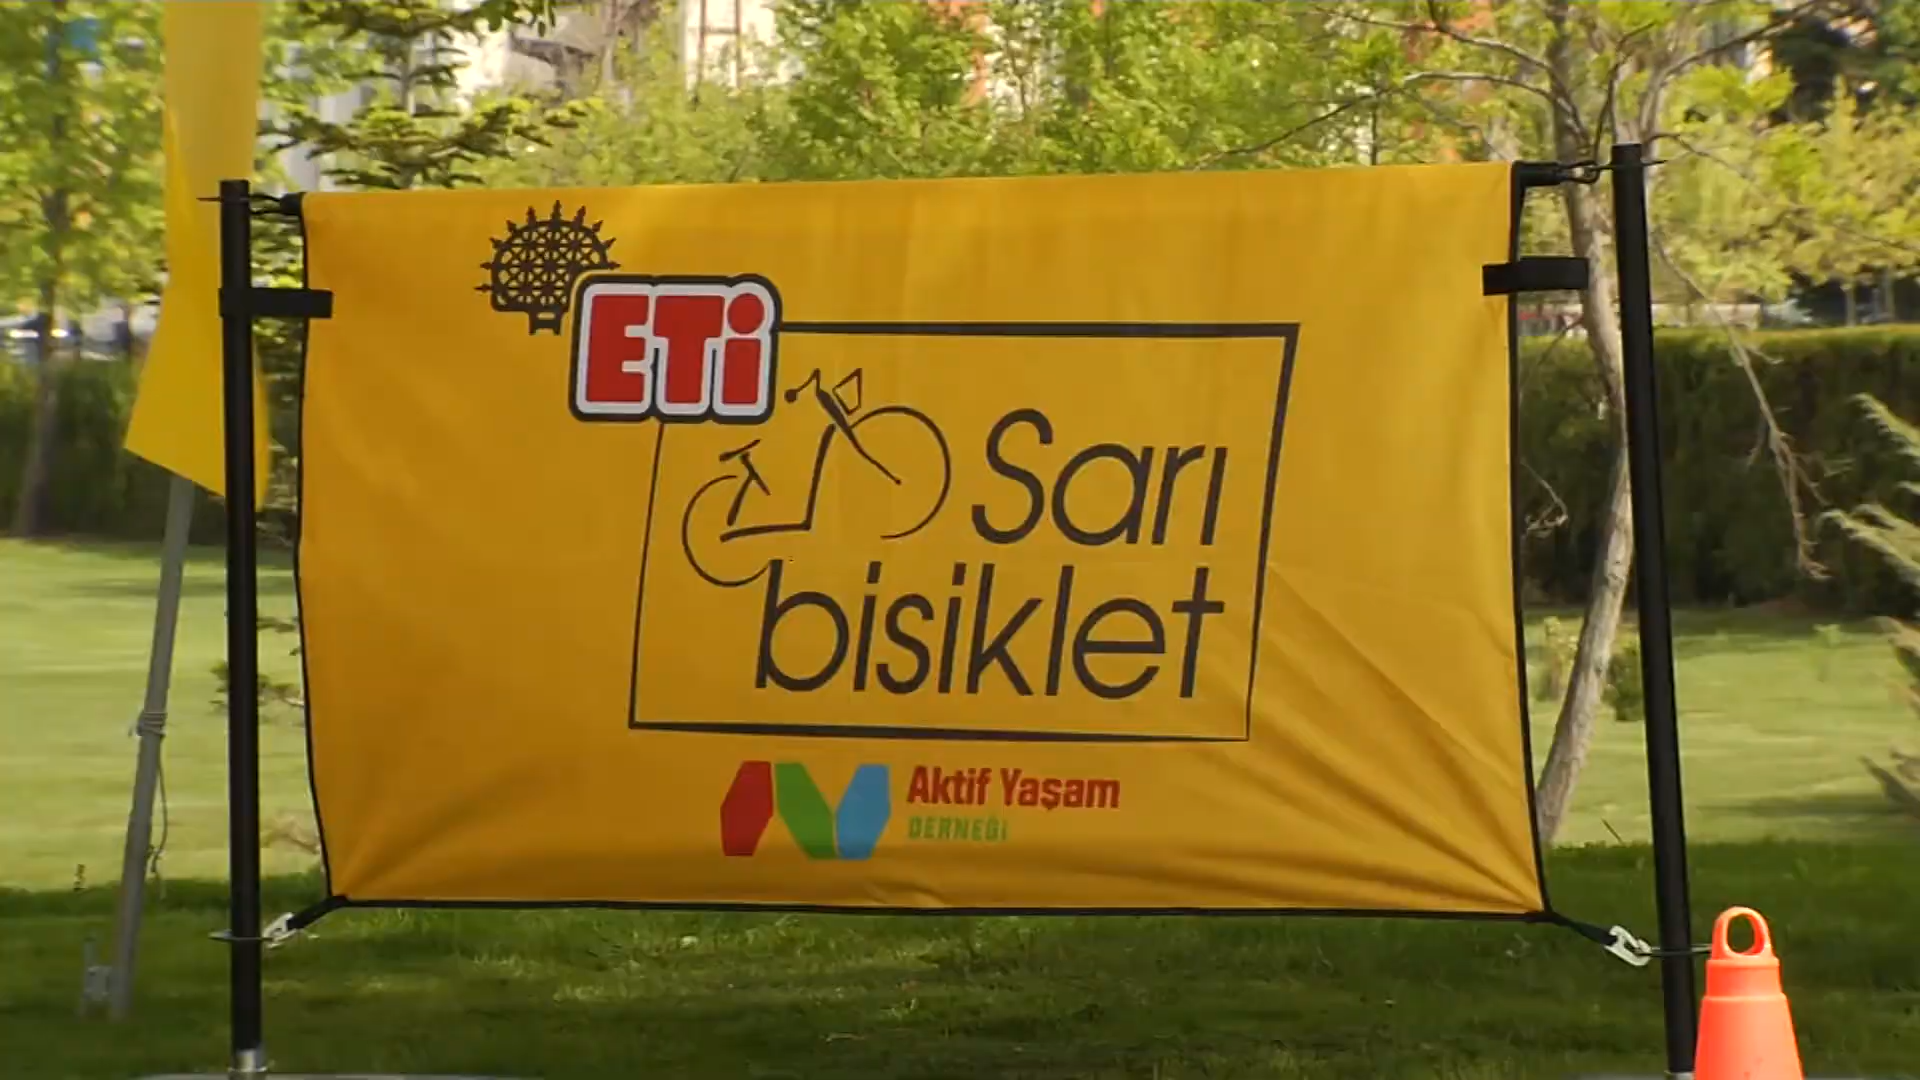 ETi
Sarı
bisiklet
Aktif Yaşam
DERNEĞİ